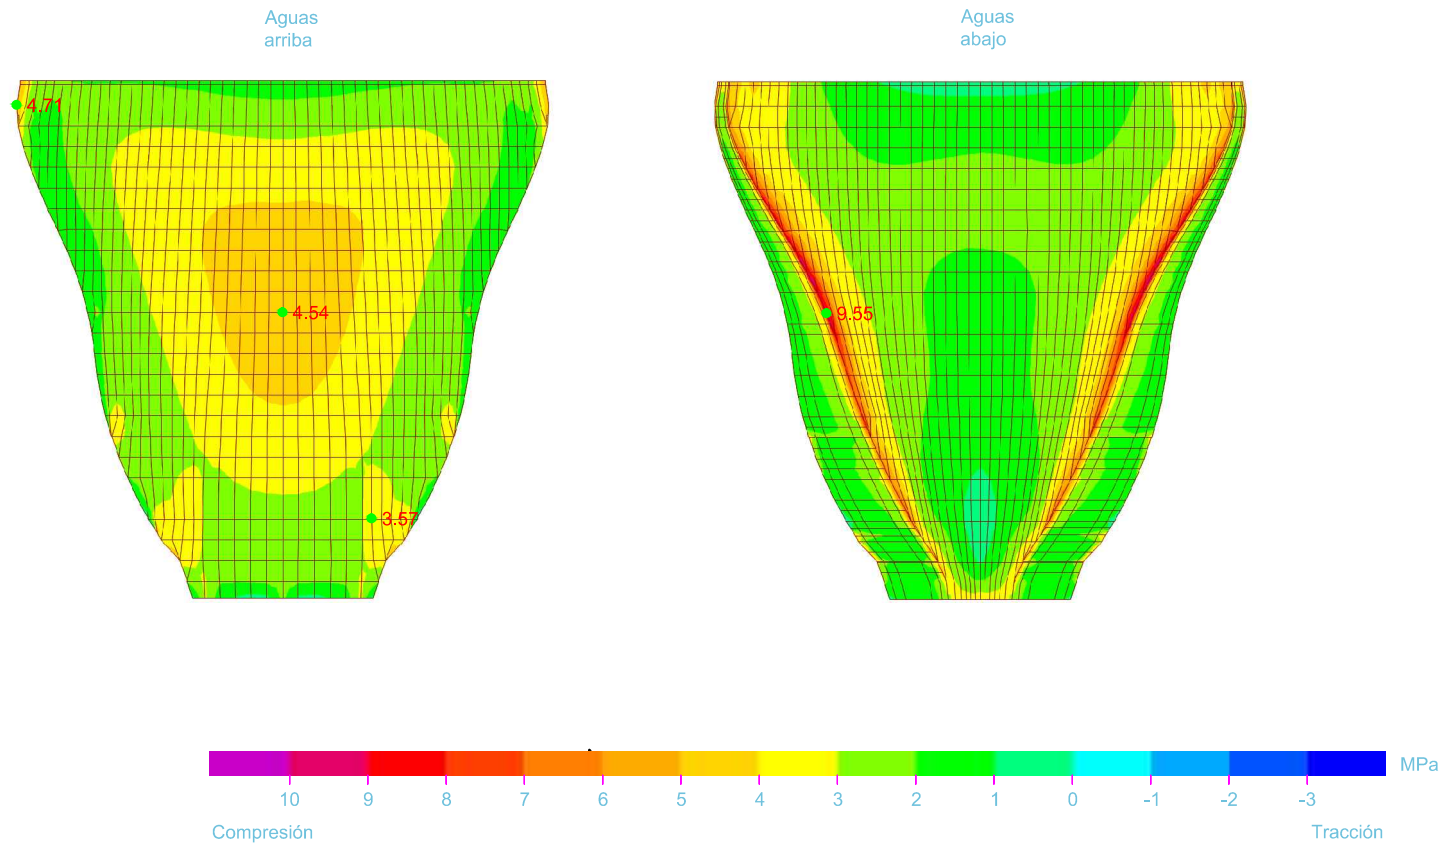 Aguas
arriba
Aguas
abajo
4.71
4.54
9.55
3.57
MPa
10 9 8 7 6 5 4 3 2 1 0 -1 -2 -3
Compresión Tracción